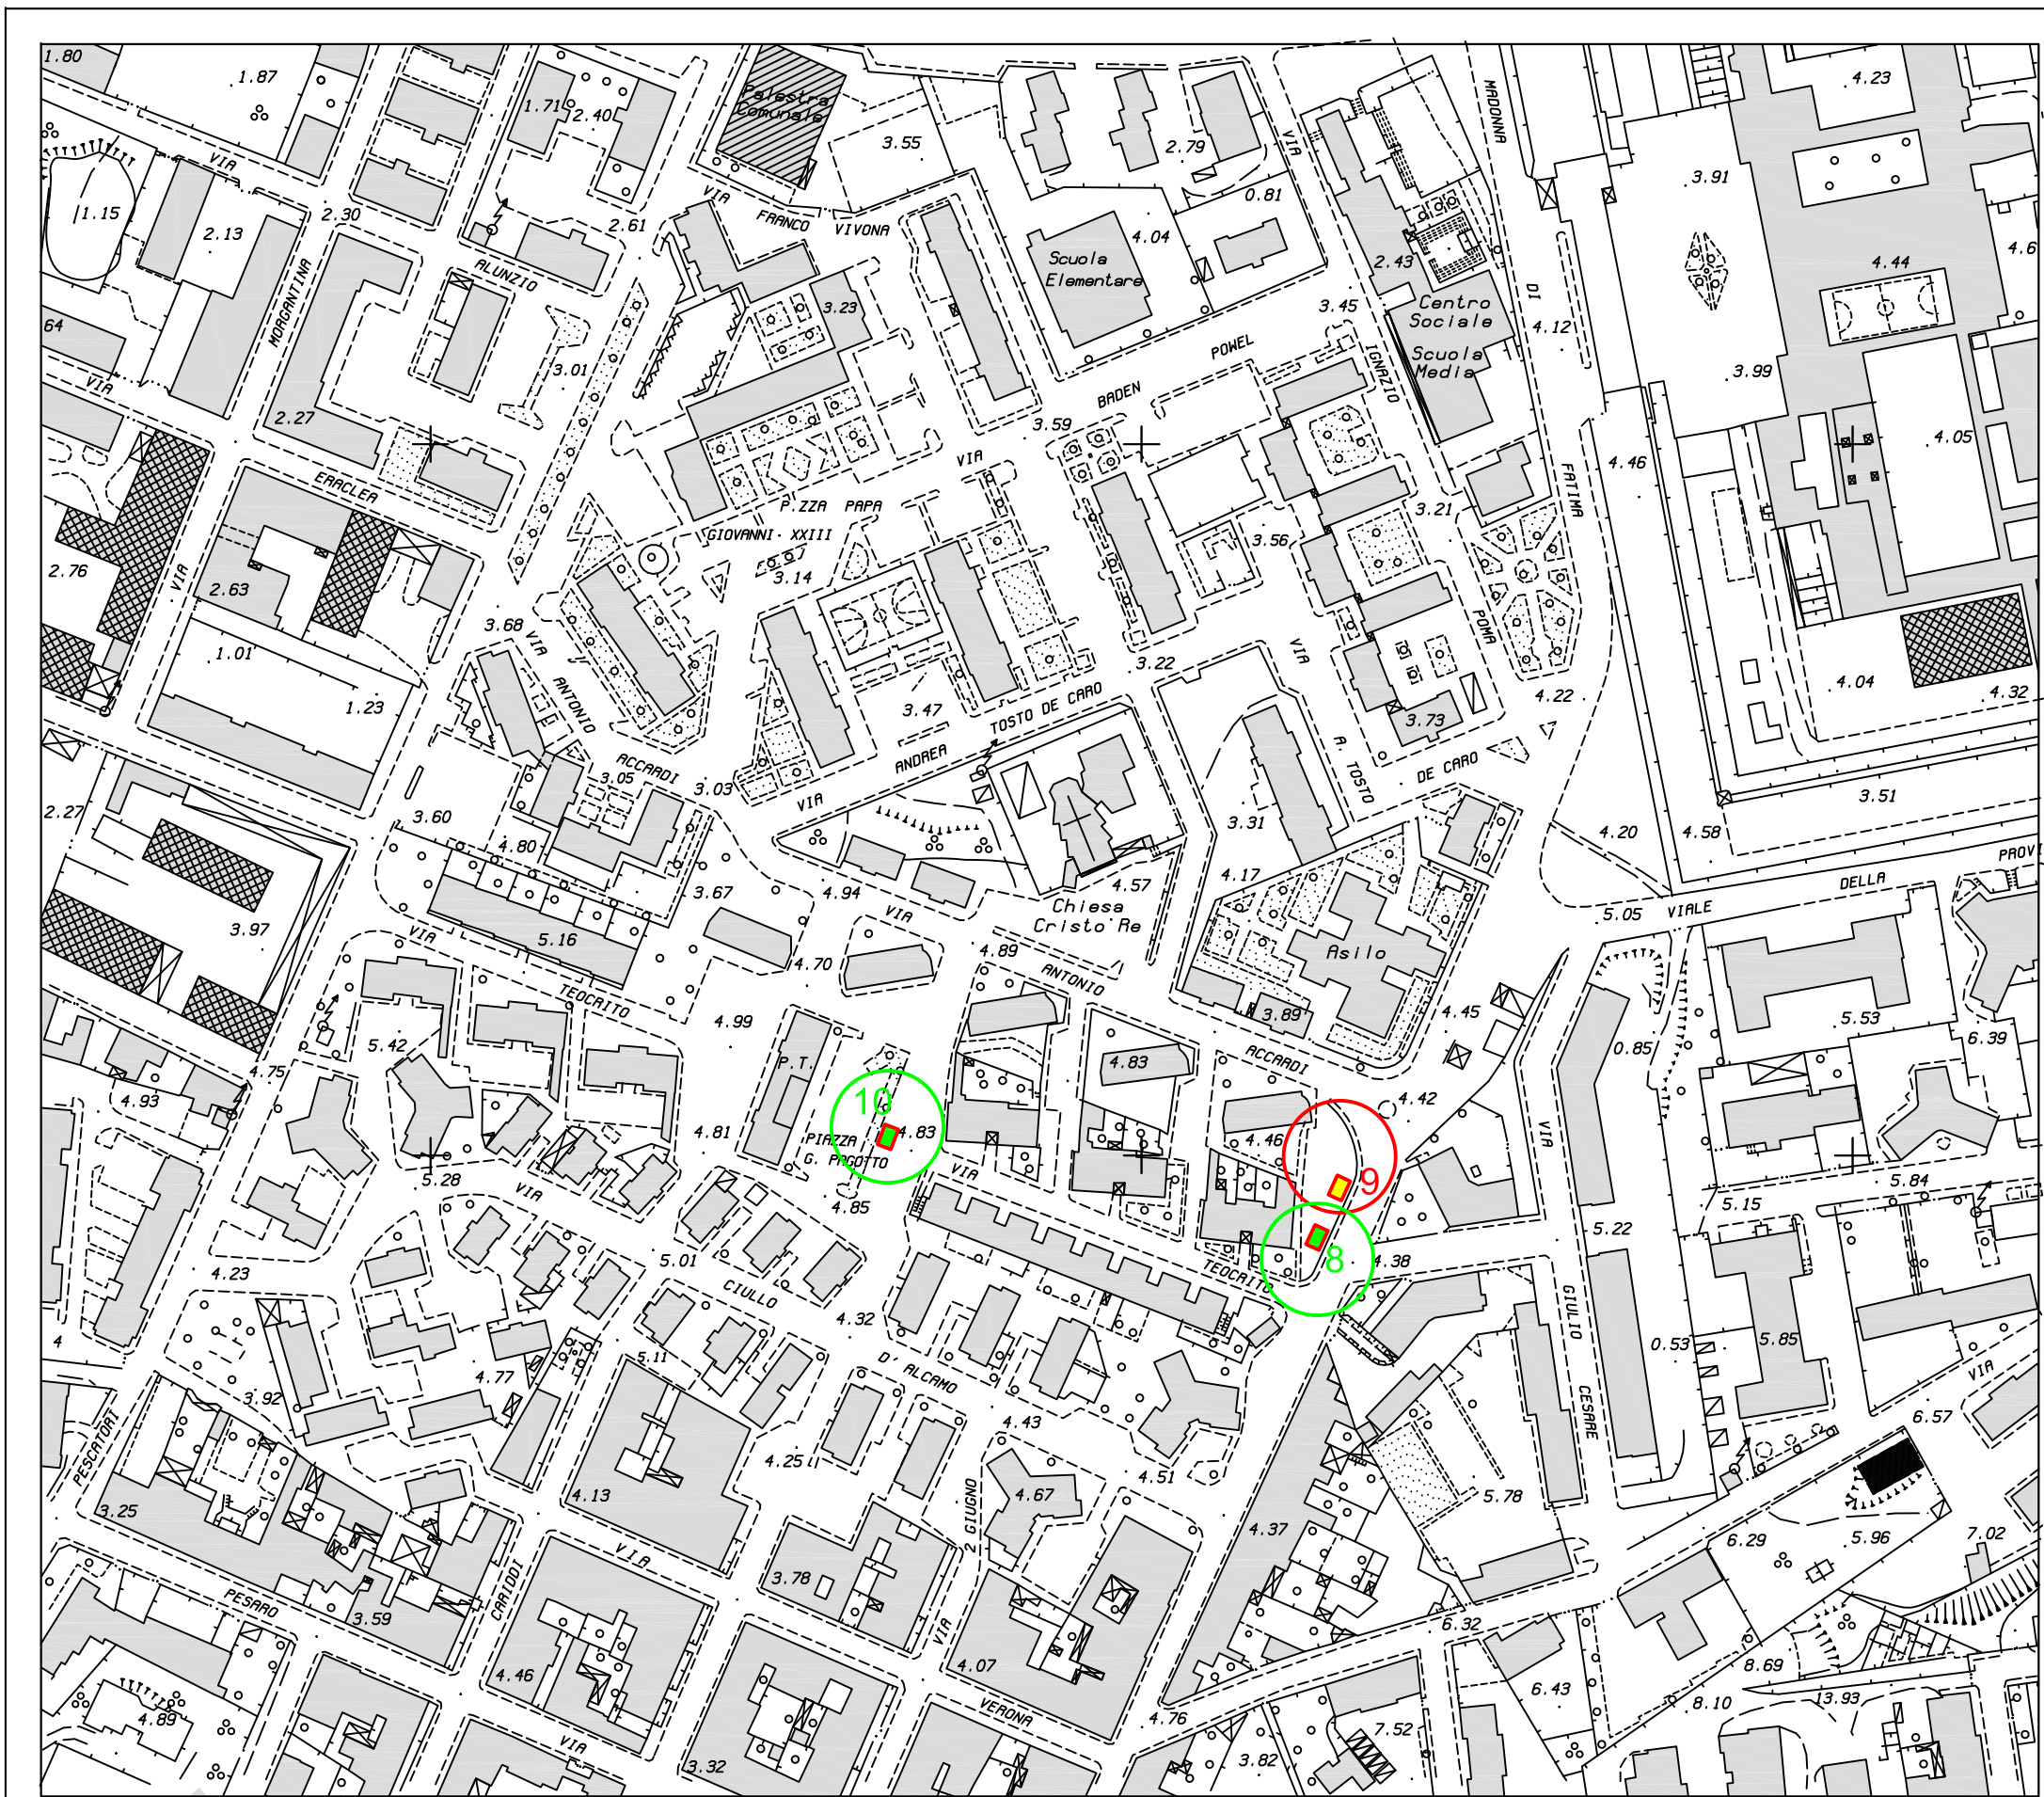 1.80
1.87
1.71
2.40
Palestra
Comunale
3.55
2.79
0.81
4.23
3.91
VIA
1.15
2.13
2.30
2.61
VIA
FRANCO
VIVONA
4.04
Scuola
Elementare
VIA
MADONNA
DI
FATIMA
2.43
4.44
4.6
MORGANTINA
ALUNZIO
3.23
3.45
Centro
Sociale
Scuola
Media
4.12
64
3.01
POWEL
BADEN
VIA
IGNAZIO
POMA
3.99
VIA
2.27
3.59
4.46
4.05
ERACLEA
P.ZZA PAPA
GIOVANNI XXIII
3.21
2.76
VIA
2.63
3.14
3.56
3.68
VIA
ANTONIO
ACCARDI
1.01
1.23
3.22
VIA
A. TOSTO
DE CARO
4.22
4.04
4.32
3.47
3.73
VIA
ANDREA
TOSTO DE CARO
3.05
3.03
2.27
3.60
4.80
3.31
4.20
4.58
3.51
3.67
4.94
4.57
4.17
VIALE
DELLA
PROVI
5.05
3.97
VIA
TEOCRITO
5.16
4.70
VIA
ANTONIO
ACCARDI
4.89
Chiesa
Cristo Re
Asilo
4.99
3.89
4.45
5.53
6.39
0.85
5.42
4.75
4.93
P.T.
4.83
4.42
10
4.83
4.81
PIAZZA
G. PAGOTTO
4.46
9
VIA
5.28
VIA
4.85
VIA
TEOCRITO
8
4.38
5.22
5.15
5.84
4.23
5.01
CIULLO
4.32
D'ALCAMO
GIULIO
CESARE
0.53
5.85
4
3.92
4.77
5.11
4.43
VIA
6.57
PESCATORI
4.25
4.51
3.25
4.13
4.67
2 GIUGNO
VIA
4.37
5.78
6.29
5.96
7.02
PESARO
3.59
CARIDDI
VIA
3.78
6.32
4.46
4.07
VERONA
8.69
6.43
8.10
13.93
4.89
VIA
3.32
4.76
3.82
7.52